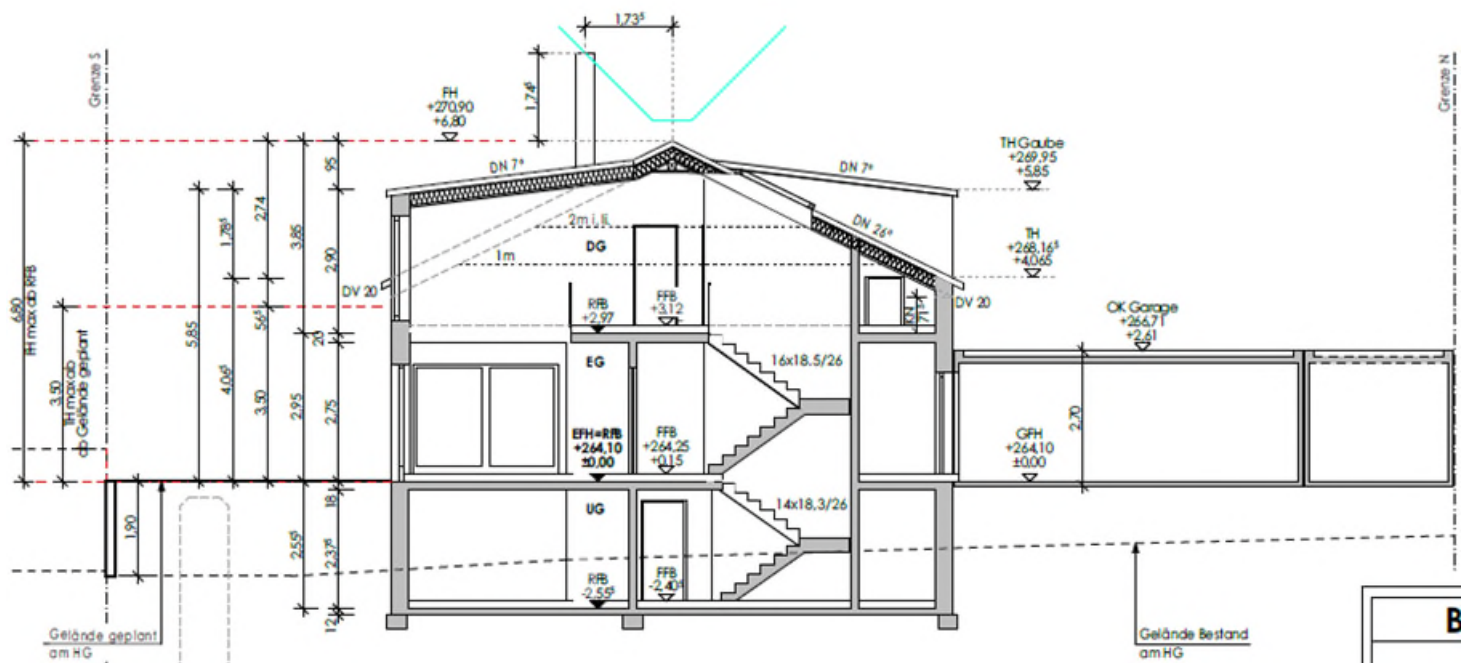 1,73⁵
Grenze S
Grenze N
1,74⁵
FH
+270,90
+6,80
TH Gaube
+269,95
+5,85
DN 7°
DN 7°
95
2,74
1,78⁵
3,85
2,90
2m i. li.
DG
1m
DN 26°
TH
+268,16⁵
+4,065
DV 20
DV 20
6,80
FH max ab RFB
3,50
TH max ab
ab Gelände geplant
5,85
4,06⁵
56⁵
3,50
20
2,95
2,75
RFB
+2,97
FFB
+3,12
KN
71⁵
OK Garage
+266,71
+2,61
EG
16x18.5/26
2,70
EFH=RFB
+264,10
±0,00
FFB
+264,25
+0,15
GFH
+264,10
±0,00
1,90
18
UG
14x18,3/26
2,55⁵
2,37⁵
RFB
-2,55⁵
FFB
-2,40⁵
12
Gelände geplant
am HG
Gelände Bestand
am HG
B